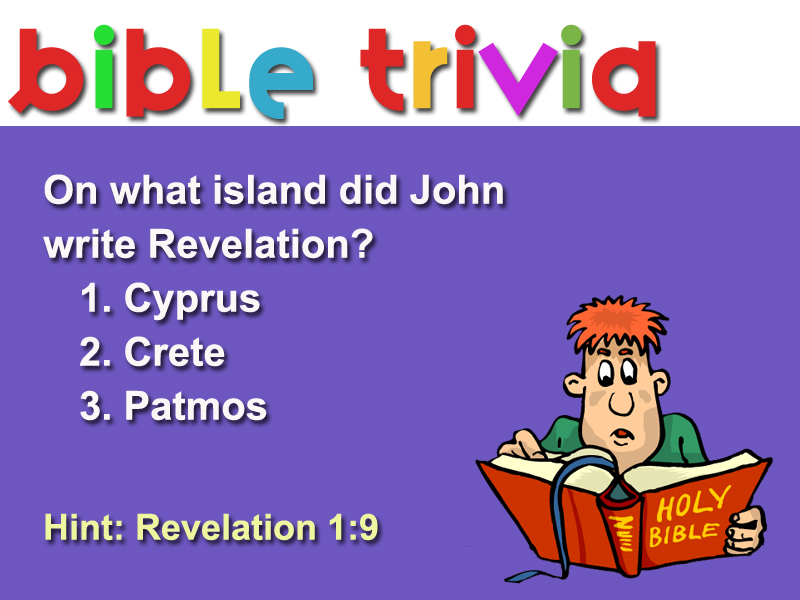 bible trivia
On what island did John
write Revelation?
1. Cyprus
2. Crete
3. Patmos
Hint: Revelation 1:9
HOLY
BIBLE